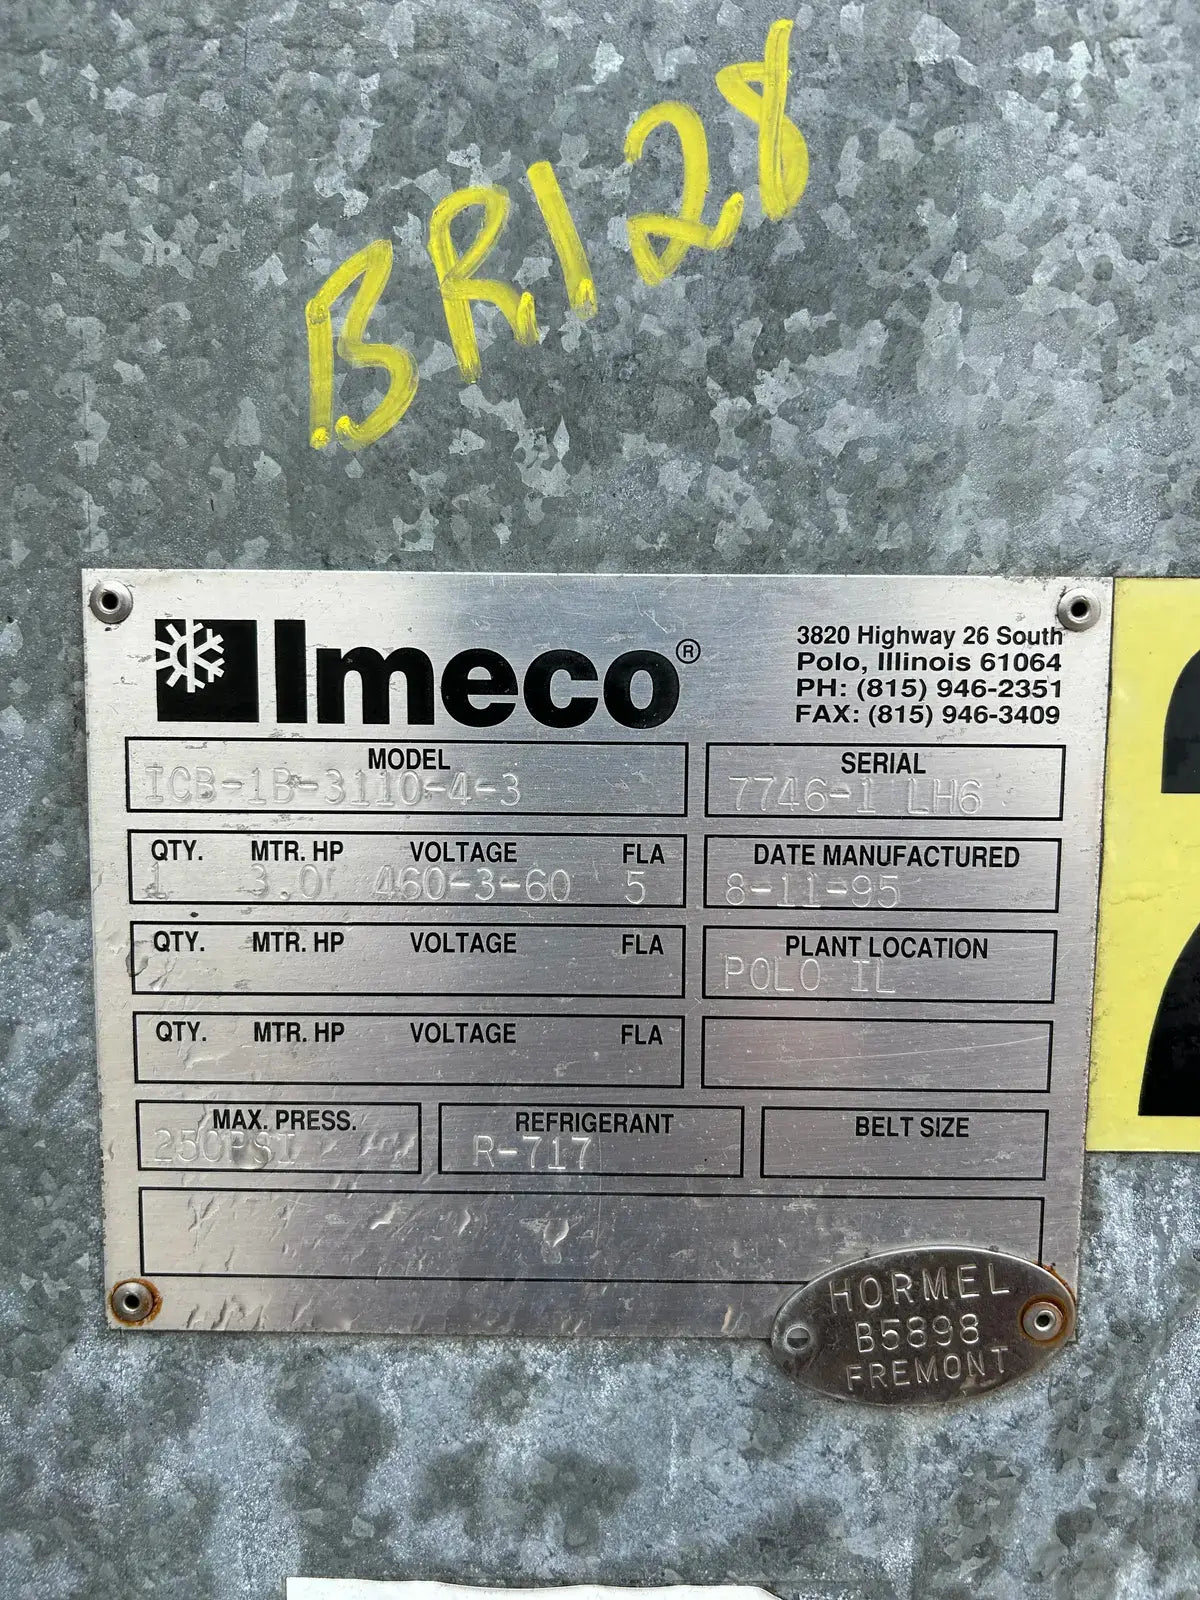 BR128
Imeco®
3820 Highway 26 South
Polo, Illinois 61064
PH: (815) 946-2351
FAX: (815) 946-3409
MODEL
ICB-1B-3110-4-3
SERIAL
7746-1 LH6
QTY. MTR. HP VOLTAGE FLA
1 3.0 460-3-60 5
DATE MANUFACTURED
8-11-95
QTY. MTR. HP VOLTAGE FLA
PLANT LOCATION
POLO IL
QTY. MTR. HP VOLTAGE FLA
MAX. PRESS.
250PSI
REFRIGERANT
R-717
BELT SIZE
HORMEL
B5898
FREMONT